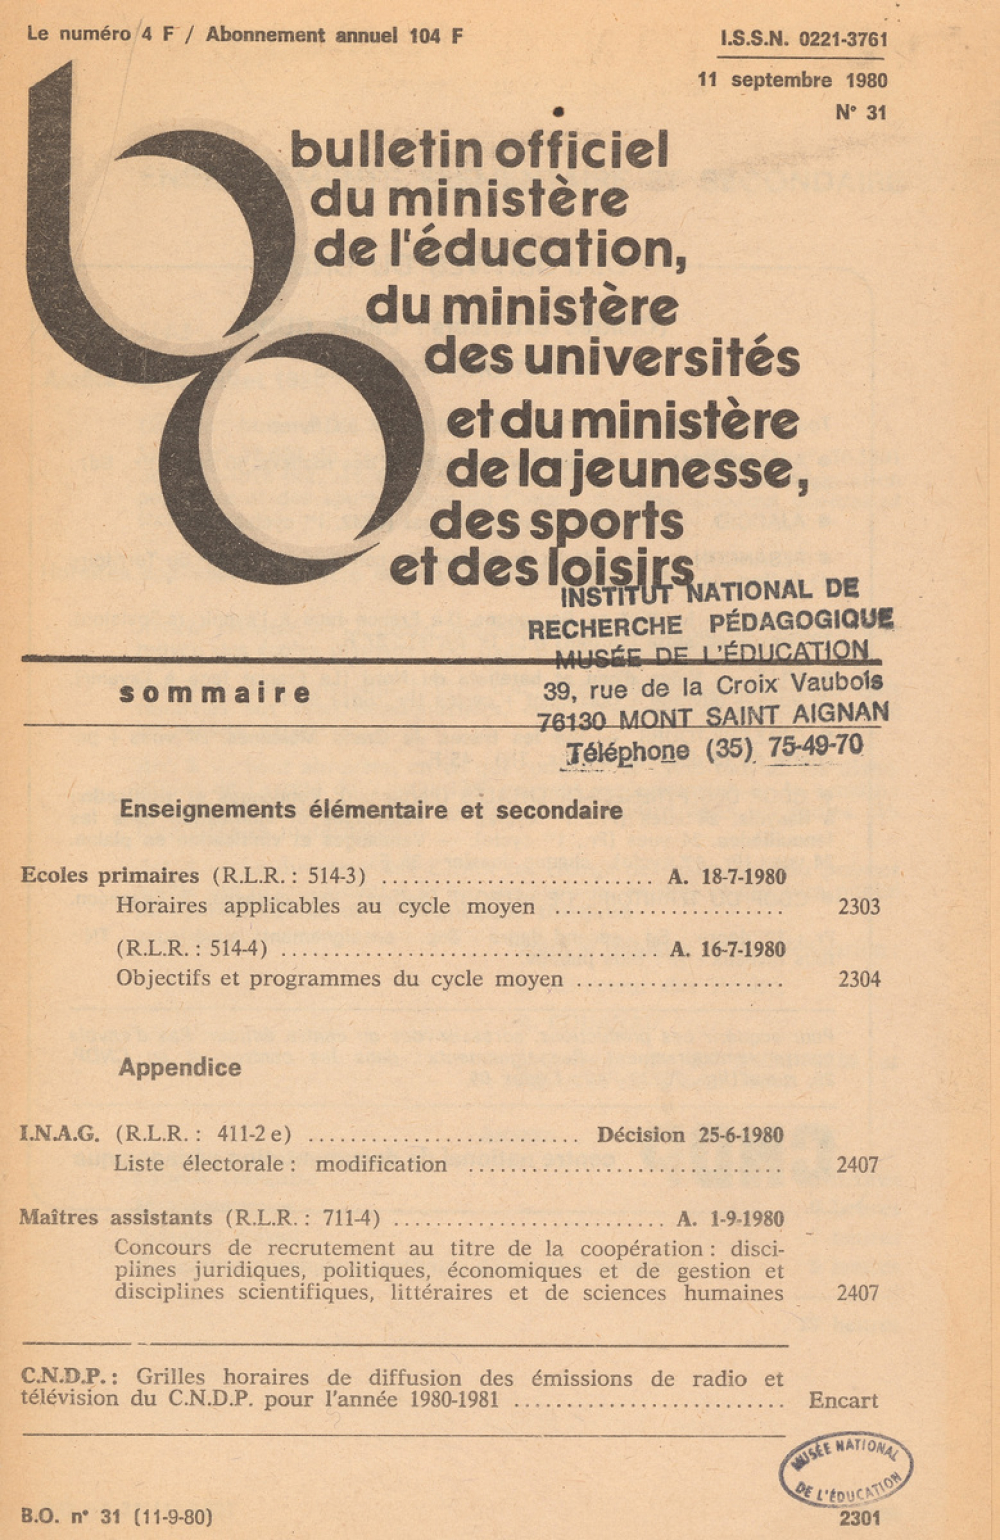 Le numéro 4 F / Abonnement annuel 104 F
I.S.S.N. 0221-3761
11 septembre 1980
N° 31
bulletin officiel
du ministère
de l'éducation,
du ministère
des universités
et du ministère
de la jeunesse,
des sports
et des loisirs
INSTITUT NATIONAL DE
RECHERCHE PÉDAGOGIQUE
MUSÉE DE L'ÉDUCATION
39, rue de la Croix Vaubois
76130 MONT SAINT AIGNAN
Téléphone (35) 75-49-70
sommaire
Enseignements élémentaire et secondaire
Ecoles primaires (R.L.R. : 514-3) ........................... A. 18-7-1980
Horaires applicables au cycle moyen ....................... 2303
(R.L.R. : 514-4) ..................................... A. 16-7-1980
Objectifs et programmes du cycle moyen .................... 2304
Appendice
I.N.A.G. (R.L.R. : 411-2 e) .......................... Décision 25-6-1980
Liste électorale : modification .............................. 2407
Maîtres assistants (R.L.R. : 711-4) .......................... A. 1-9-1980
Concours de recrutement au titre de la coopération : disci-
plines juridiques, politiques, économiques et de gestion et
disciplines scientifiques, littéraires et de sciences humaines 2407
C.N.D.P. : Grilles horaires de diffusion des émissions de radio et
télévision du C.N.D.P. pour l'année 1980-1981 .......................... Encart
MUSÉE NATIONAL
DE L'ÉDUCATION
B.O. n° 31 (11-9-80)
2301